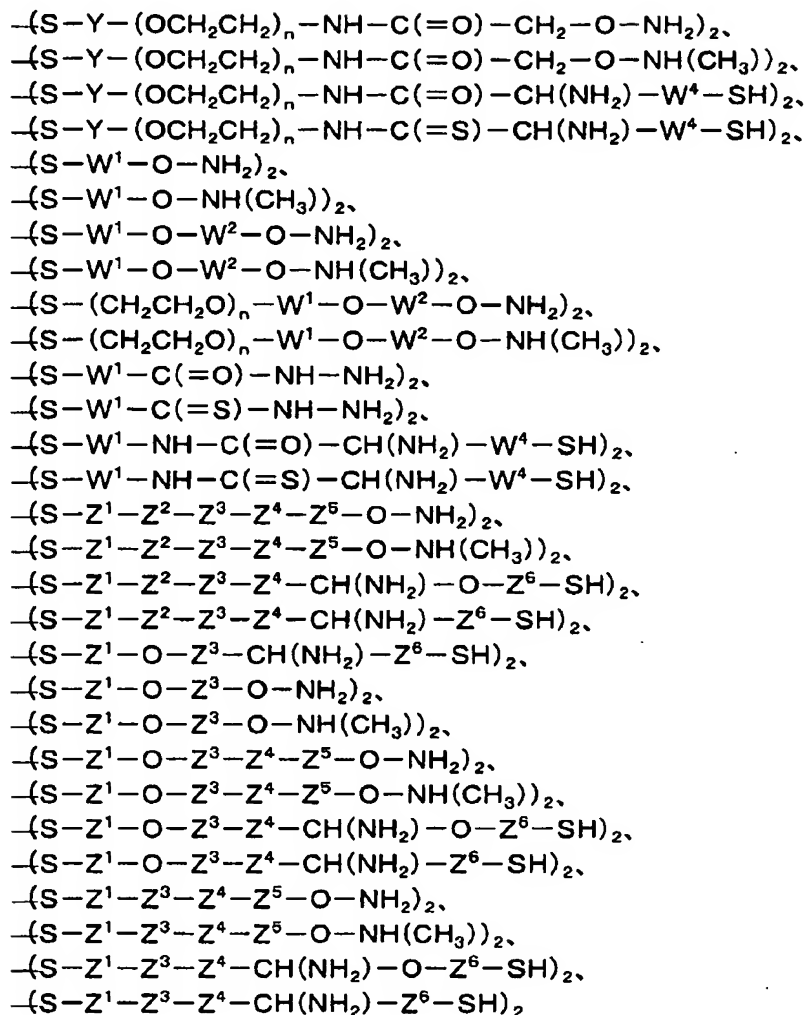 -(S-Y-(OCH₂CH₂)ₙ-NH-C(=O)-CH₂-O-NH₂)₂、
-(S-Y-(OCH₂CH₂)ₙ-NH-C(=O)-CH₂-O-NH(CH₃))₂、
-(S-Y-(OCH₂CH₂)ₙ-NH-C(=O)-CH(NH₂)-W⁴-SH)₂、
-(S-Y-(OCH₂CH₂)ₙ-NH-C(=S)-CH(NH₂)-W⁴-SH)₂、
-(S-W¹-O-NH₂)₂、
-(S-W¹-O-NH(CH₃))₂、
-(S-W¹-O-W²-O-NH₂)₂、
-(S-W¹-O-W²-O-NH(CH₃))₂、
-(S-(CH₂CH₂O)ₙ-W¹-O-W²-O-NH₂)₂、
-(S-(CH₂CH₂O)ₙ-W¹-O-W²-O-NH(CH₃))₂、
-(S-W¹-C(=O)-NH-NH₂)₂、
-(S-W¹-C(=S)-NH-NH₂)₂、
-(S-W¹-NH-C(=O)-CH(NH₂)-W⁴-SH)₂、
-(S-W¹-NH-C(=S)-CH(NH₂)-W⁴-SH)₂、
-(S-Z¹-Z²-Z³-Z⁴-Z⁵-O-NH₂)₂、
-(S-Z¹-Z²-Z³-Z⁴-Z⁵-O-NH(CH₃))₂、
-(S-Z¹-Z²-Z³-Z⁴-CH(NH₂)-O-Z⁶-SH)₂、
-(S-Z¹-Z²-Z³-Z⁴-CH(NH₂)-Z⁶-SH)₂、
-(S-Z¹-O-Z³-CH(NH₂)-Z⁶-SH)₂、
-(S-Z¹-O-Z³-O-NH₂)₂、
-(S-Z¹-O-Z³-O-NH(CH₃))₂、
-(S-Z¹-O-Z³-Z⁴-Z⁵-O-NH₂)₂、
-(S-Z¹-O-Z³-Z⁴-Z⁵-O-NH(CH₃))₂、
-(S-Z¹-O-Z³-Z⁴-CH(NH₂)-O-Z⁶-SH)₂、
-(S-Z¹-O-Z³-Z⁴-CH(NH₂)-Z⁶-SH)₂、
-(S-Z¹-Z³-Z⁴-Z⁵-O-NH₂)₂、
-(S-Z¹-Z³-Z⁴-Z⁵-O-NH(CH₃))₂、
-(S-Z¹-Z³-Z⁴-CH(NH₂)-O-Z⁶-SH)₂、
-(S-Z¹-Z³-Z⁴-CH(NH₂)-Z⁶-SH)₂